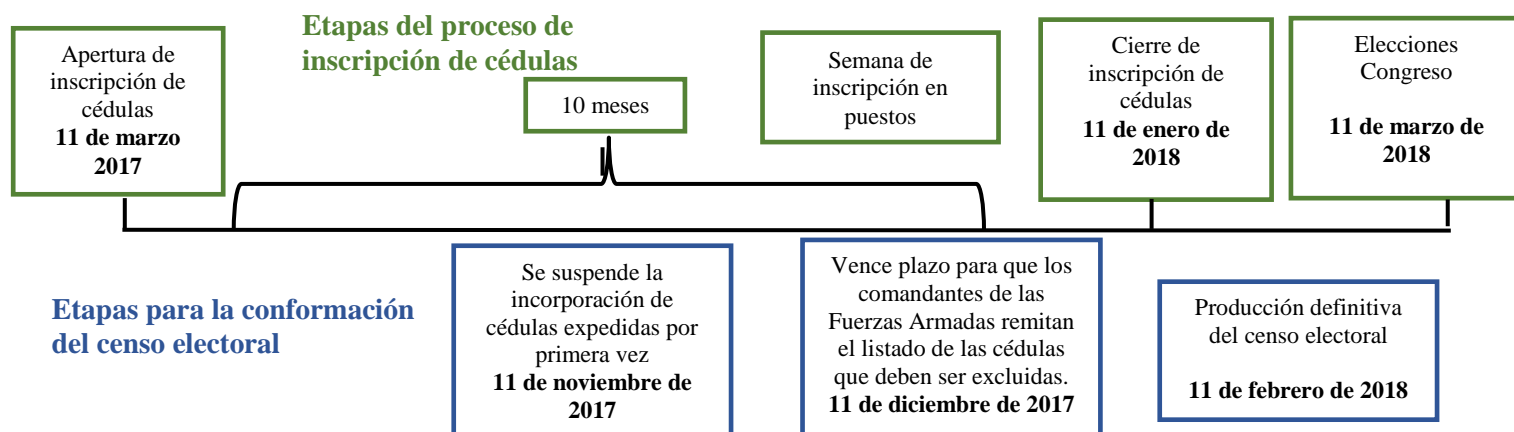 Etapas del proceso de
inscripción de cédulas
Apertura de
inscripción de
cédulas
11 de marzo
2017
10 meses
Semana de
inscripción en
puestos
Cierre de
inscripción de
cédulas
11 de enero de
2018
Elecciones
Congreso
11 de marzo de
2018
Etapas para la conformación
del censo electoral
Se suspende la
incorporación de
cédulas expedidas por
primera vez
11 de noviembre de
2017
Vence plazo para que los
comandantes de las
Fuerzas Armadas remitan
el listado de las cédulas
que deben ser excluidas.
11 de diciembre de 2017
Producción definitiva
del censo electoral
11 de febrero de 2018